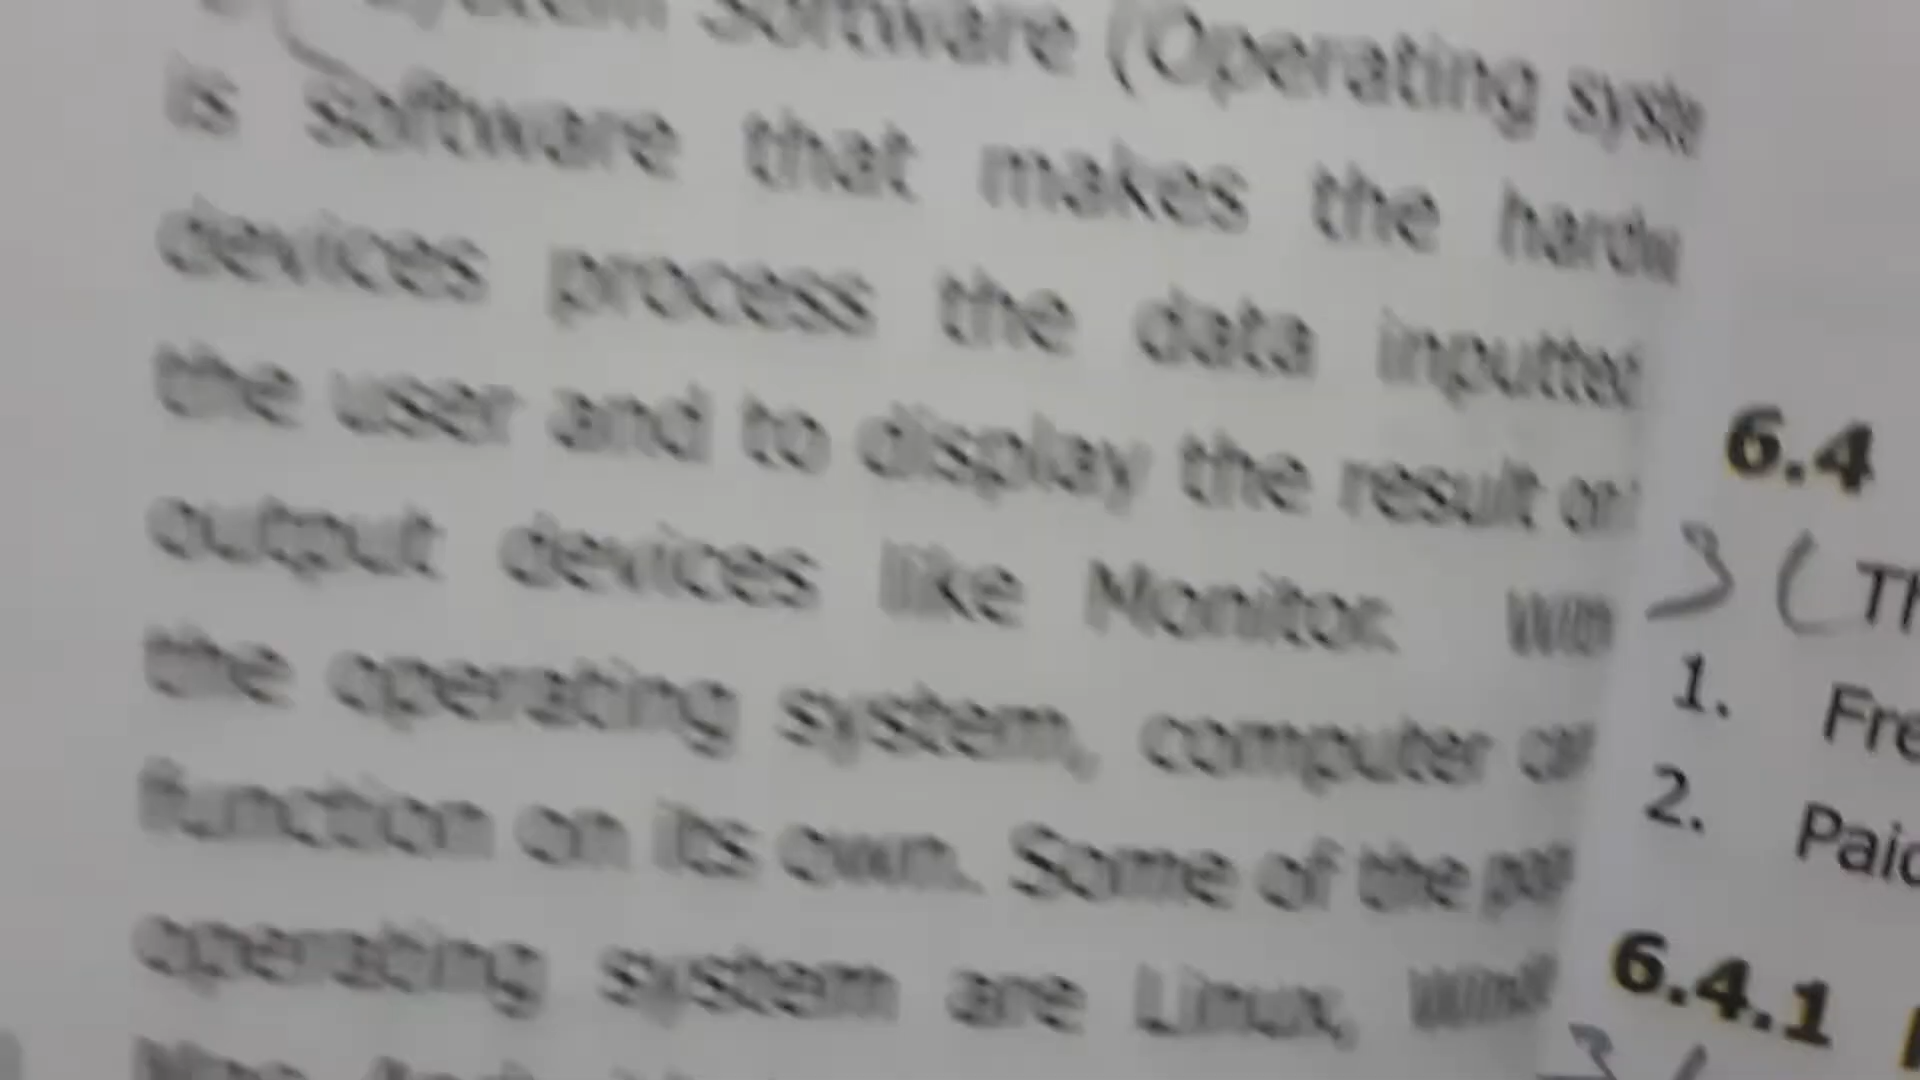 System Software (Operating
is software that makes the
devices process the data
the user and to display the result
output devices like Monitor.
the operating system, computer
function on its own. Some of the
operating system are Linux,
6.4
1.
2.
6.4.1